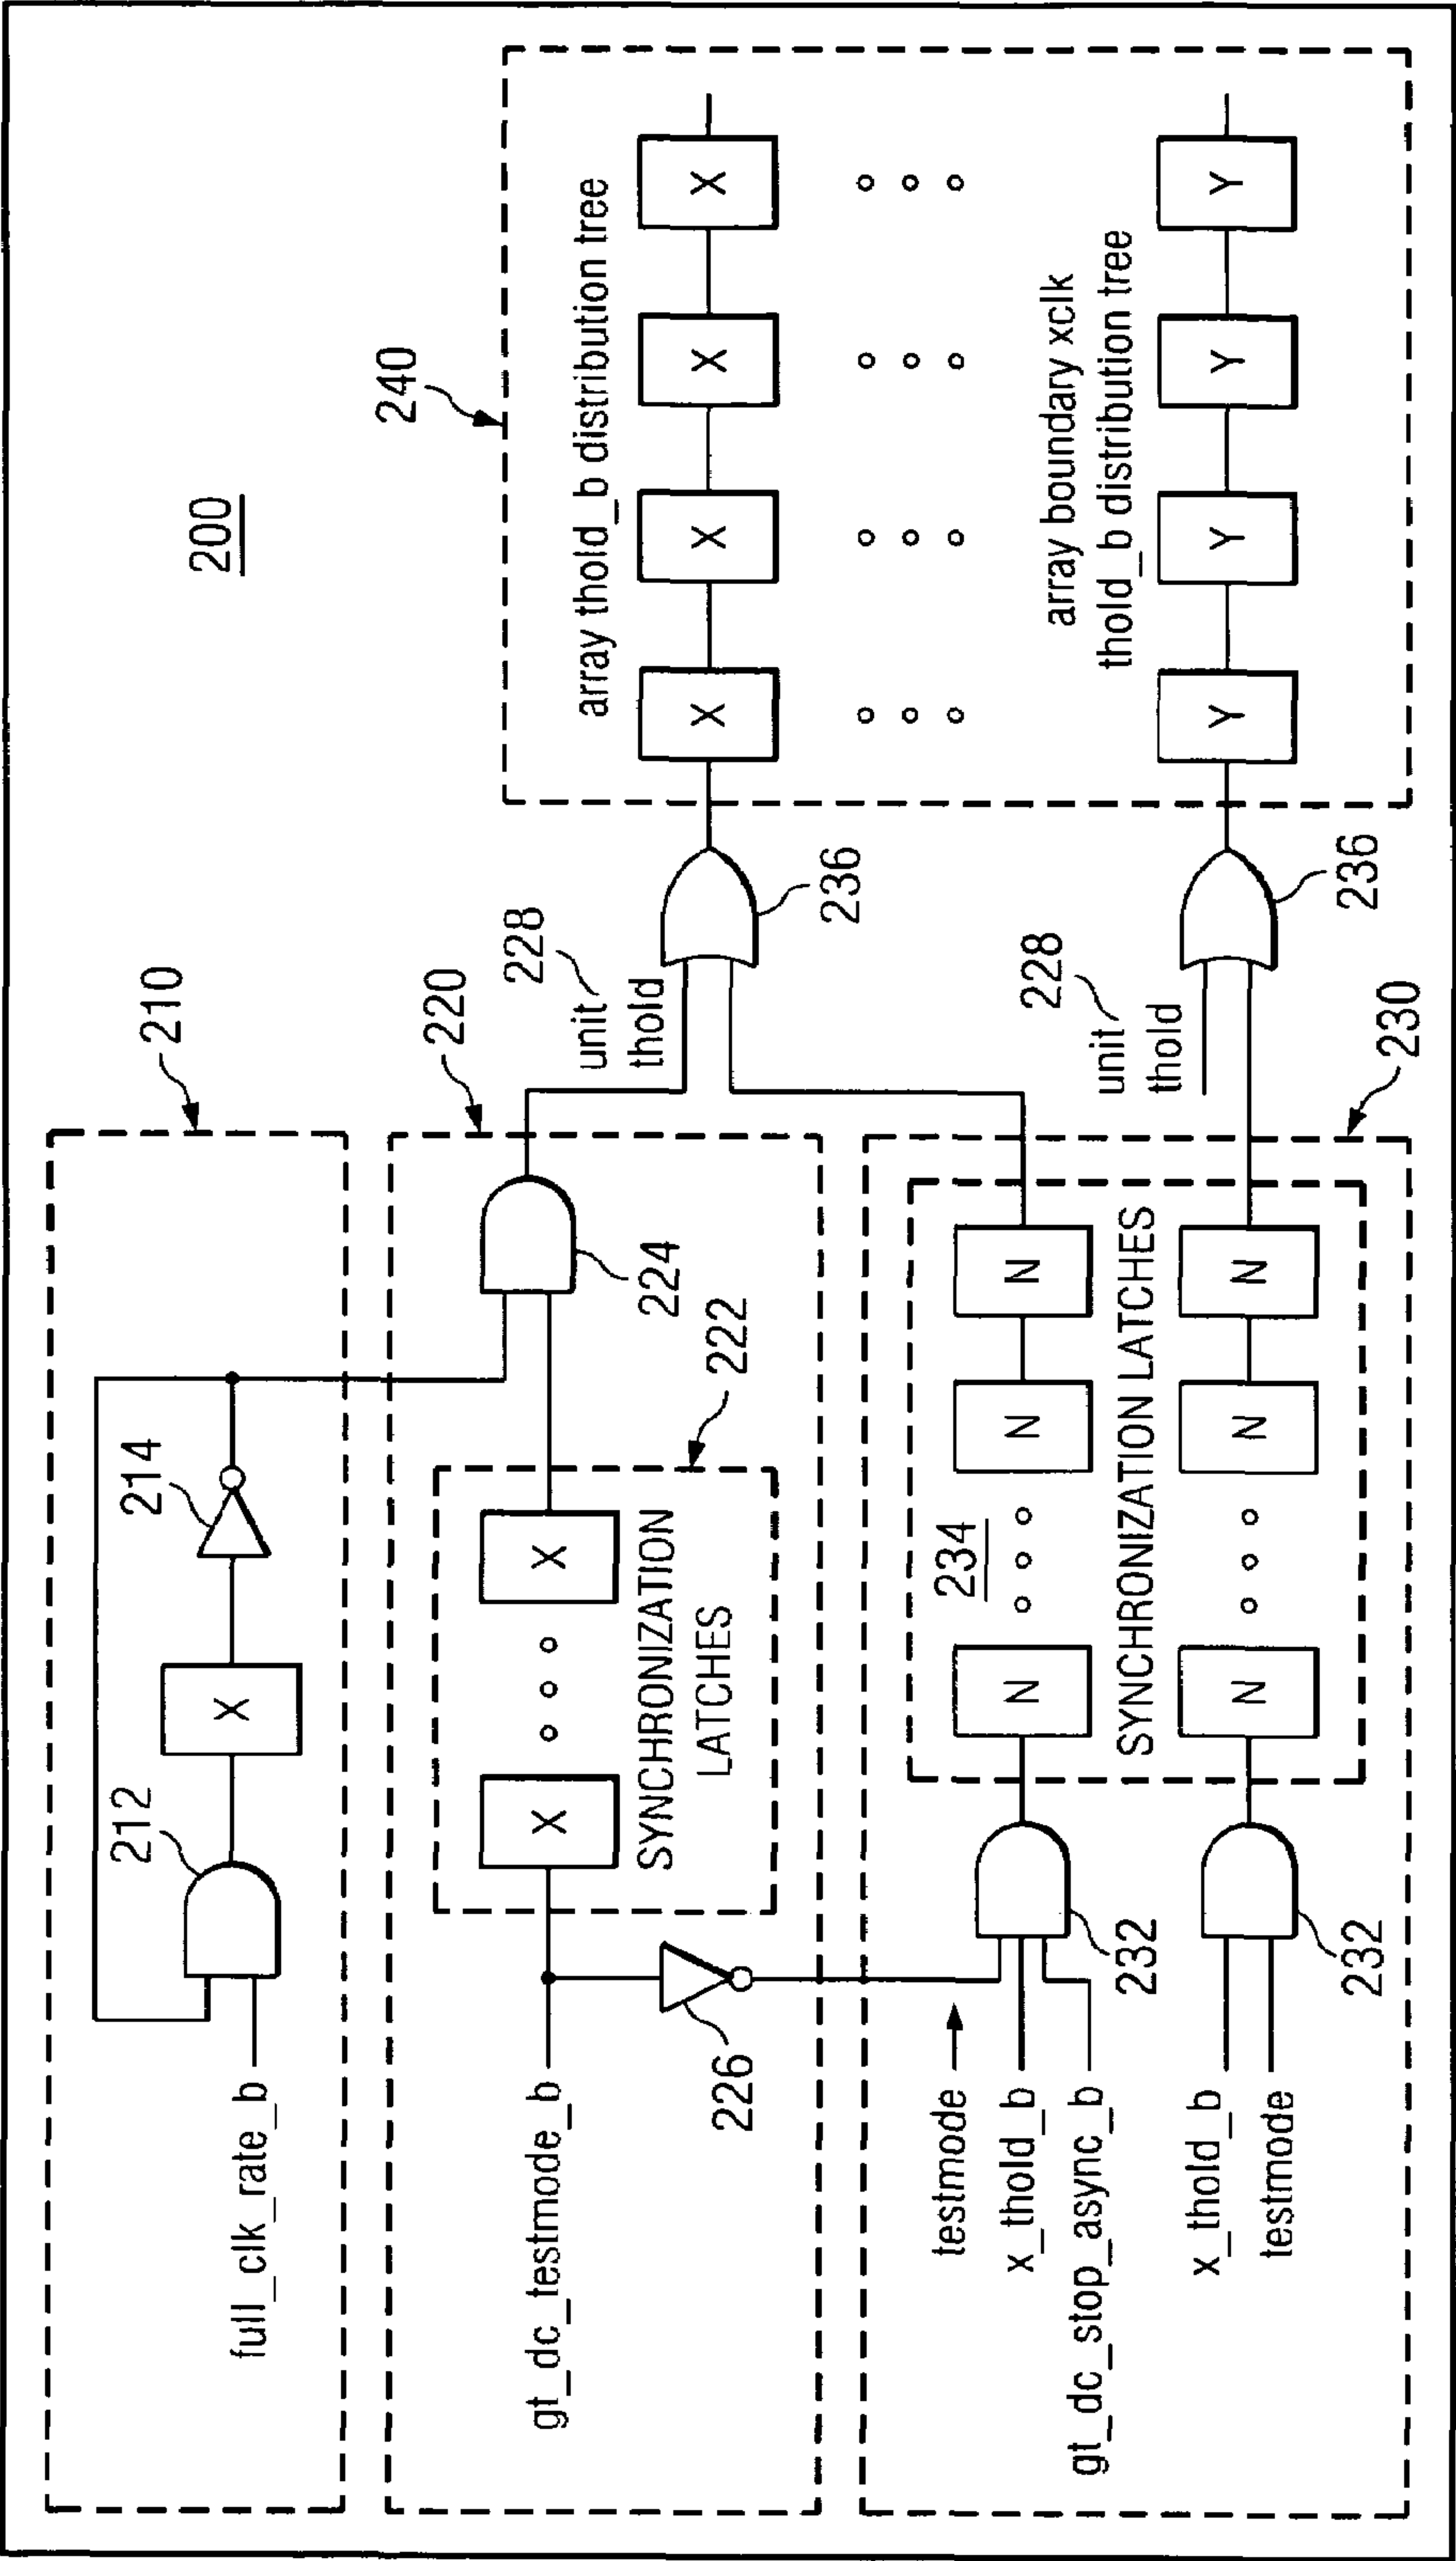 200
210
212
214
X
full_clk_rate_b
220
222
224
226
X
X
SYNCHRONIZATION
LATCHES
gt_dc_testmode_b
unit
thold
228
236
240
array thold_b distribution tree
X
X
X
X
230
232
234
testmode
x_thold_b
gt_dc_stop_async_b
N
N
N
SYNCHRONIZATION LATCHES
x_thold_b
testmode
232
N
N
N
unit
thold
228
236
array boundary xclk
thold_b distribution tree
Y
Y
Y
Y